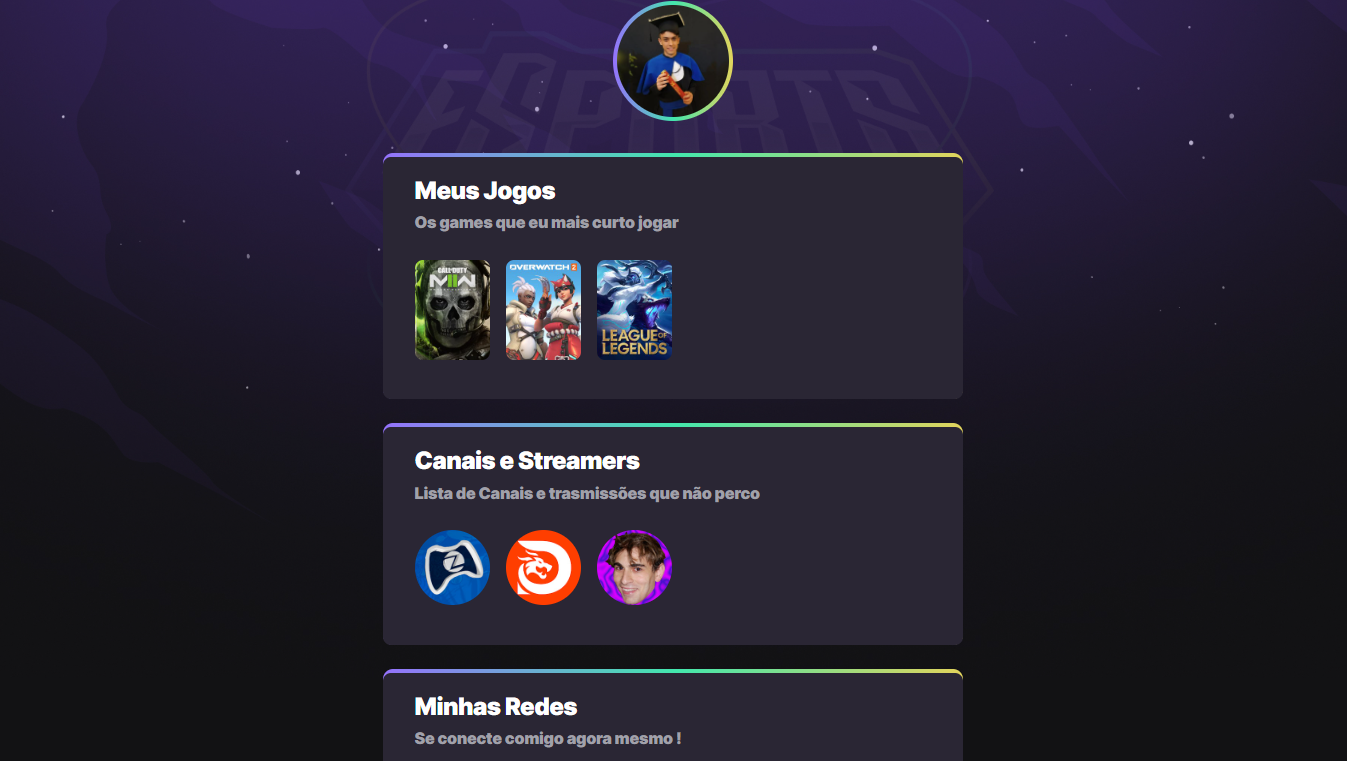 ESPORTS
Meus Jogos
Os games que eu mais curto jogar
CALL OF DUTY
MWII
OVERWATCH 2
LEAGUE OF
LEGENDS
Canais e Streamers
Lista de Canais e trasmissões que não perco
Z
Minhas Redes
Se conecte comigo agora mesmo !